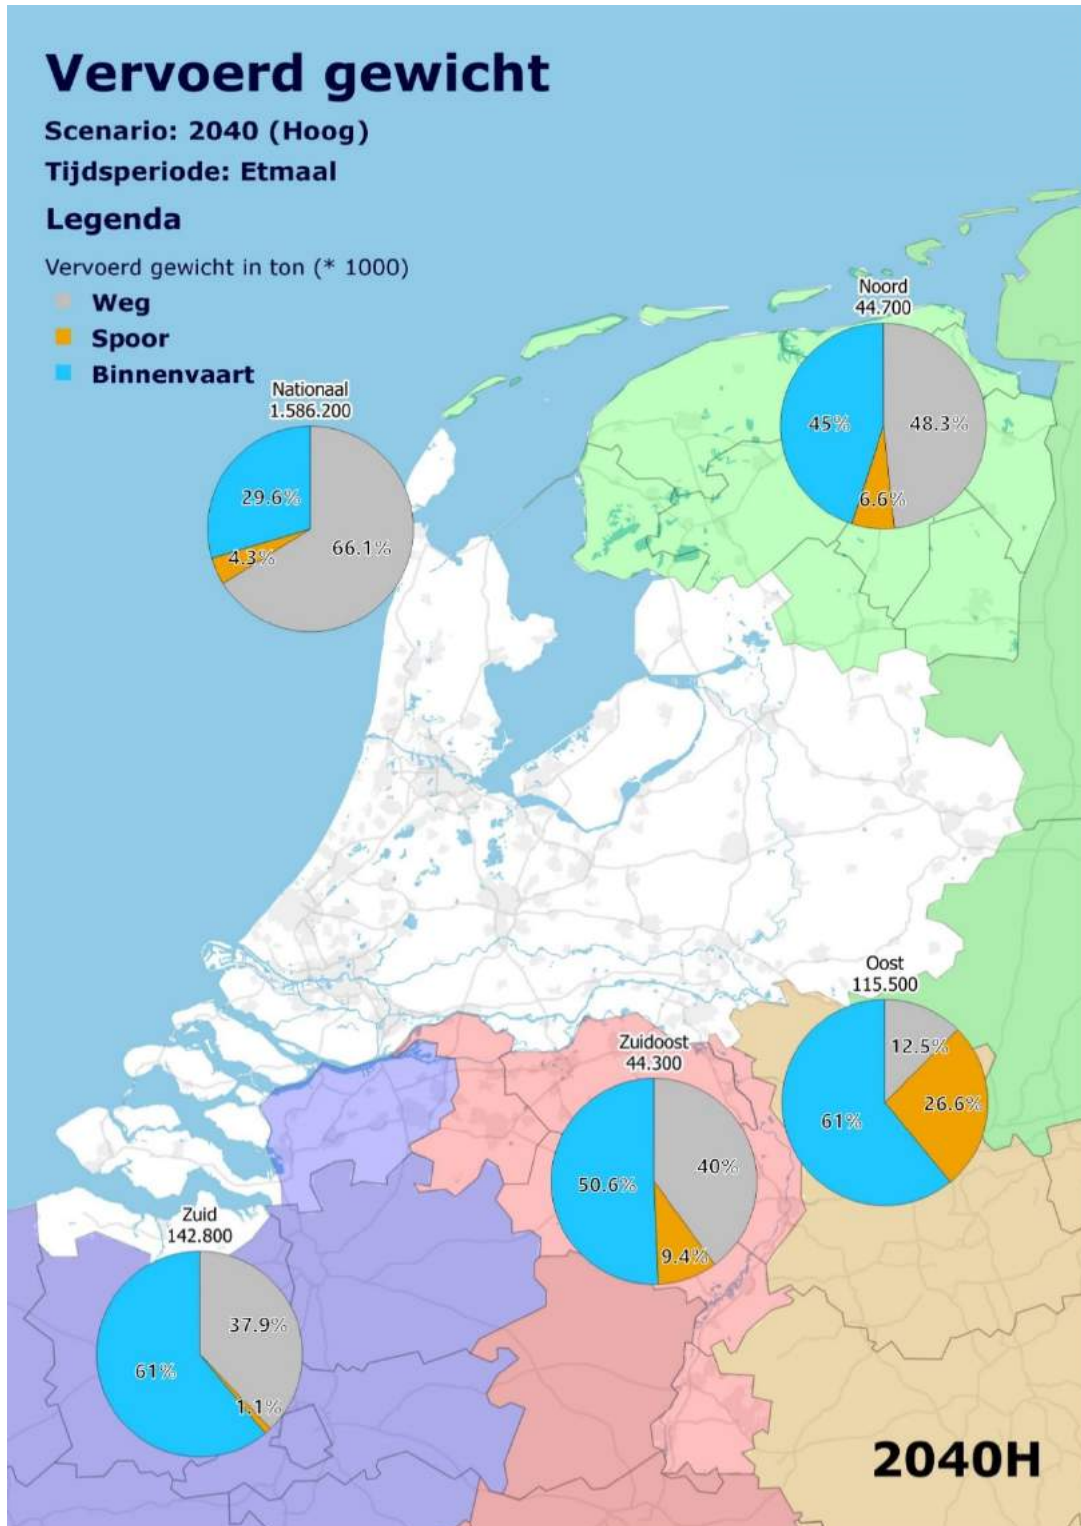 Vervoerd gewicht
Scenario: 2040 (Hoog)
Tijdsperiode: Etmaal
Legenda
Vervoerd gewicht in ton (* 1000)
Weg
Spoor
Binnenvaart
Noord
44.700
45%
48.3%
6.6%
Nationaal
1.586.200
29.6%
4.3%
66.1%
Oost
115.500
12.5%
26.6%
61%
Zuidoost
44.300
40%
50.6%
9.4%
Zuid
142.800
37.9%
61%
1.1%
2040H